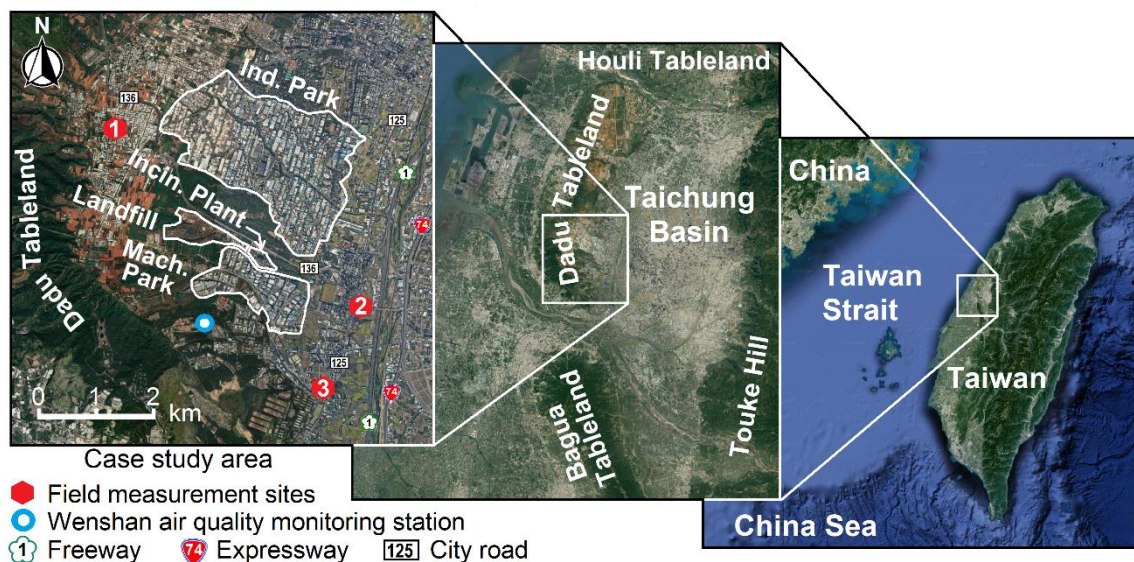 N
Ind. Park
136
125
1
1
Incin. Plant
74
Landfill
Tableland
Dadu
Mach.
Park
136
2
125
3
74
1
0 1 2
km
Case study area
Field measurement sites
Wenshan air quality monitoring station
1 Freeway
74 Expressway
125 City road
Houli Tableland
Dadu Tableland
Taichung
Basin
Bagua
Tableland
Touke Hill
China
Taiwan
Strait
Taiwan
China Sea